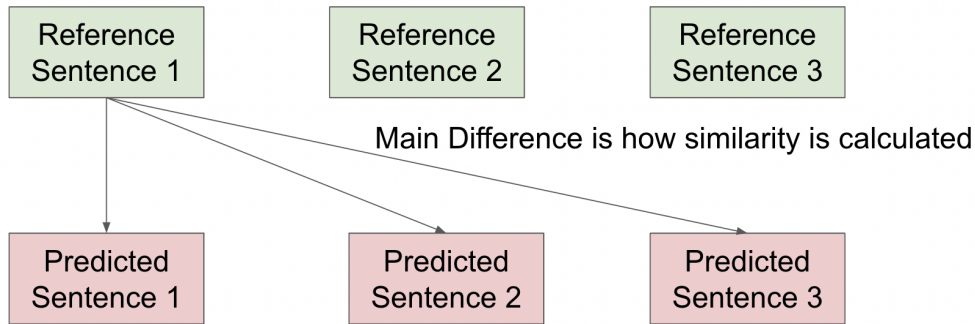 Reference
Sentence 1
Reference
Sentence 2
Reference
Sentence 3
Main Difference is how similarity is calculated
Predicted
Sentence 1
Predicted
Sentence 2
Predicted
Sentence 3